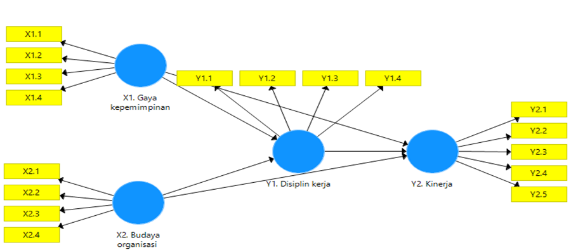 X1.1
X1.2
X1.3
X1.4
X1. Gaya
kepemimpinan
Y1.1
Y1.2
Y1.3
Y1.4
Y1. Disiplin kerja
Y2. Kinerja
Y2.1
Y2.2
Y2.3
Y2.4
Y2.5
X2.1
X2.2
X2.3
X2.4
X2. Budaya
organisasi